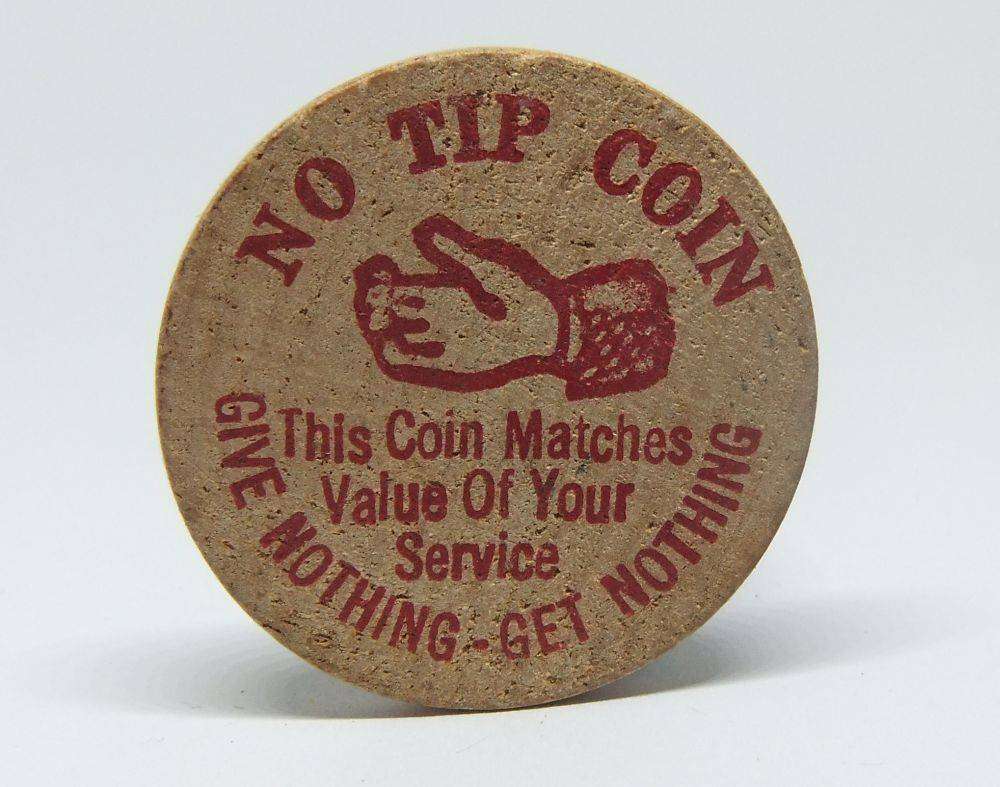 NO TIP COIN
This Coin Matches
Value Of Your
Service
GIVE NOTHING - GET NOTHING